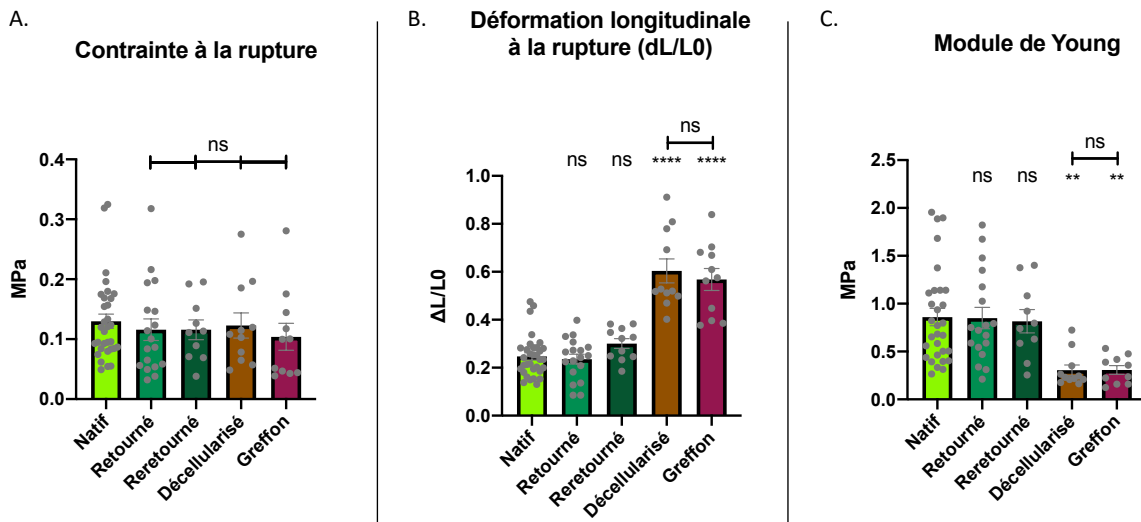 A.
Contrainte à la rupture
ns
MPa
0.4
0.3
0.2
0.1
0.0
Natif
Retourné
Reretourné
Décellularisé
Greffon
B.
Déformation longitudinale
à la rupture (dL/L0)
ns
ns
ns
****
****
ΔL/L0
1.0
0.8
0.6
0.4
0.2
0.0
Natif
Retourné
Reretourné
Décellularisé
Greffon
C.
Module de Young
ns
ns
ns
**
**
MPa
2.5
2.0
1.5
1.0
0.5
0.0
Natif
Retourné
Reretourné
Décellularisé
Greffon